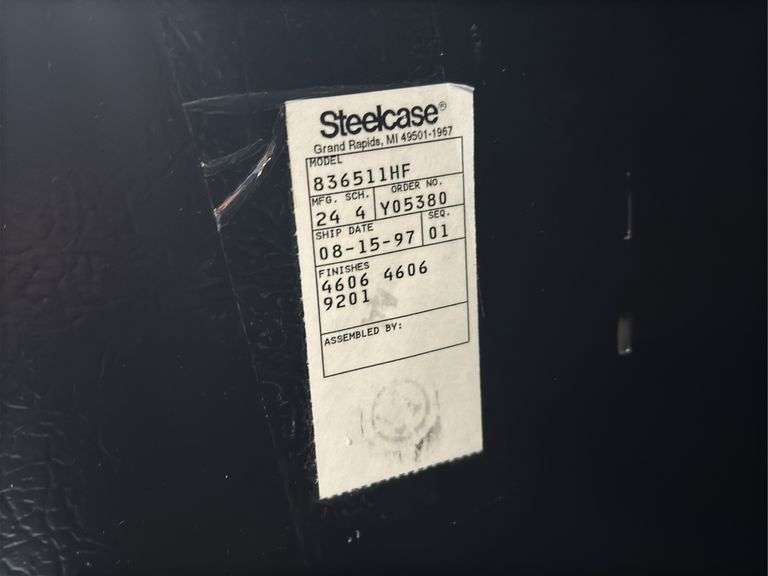 Steelcase®
Grand Rapids, MI 49501-1967
MODEL
836511HF
MFG. SCH. ORDER NO.
24 4 Y05380
SHIP DATE SEQ.
08-15-97 01
FINISHES
4606 4606
9201
ASSEMBLED BY: